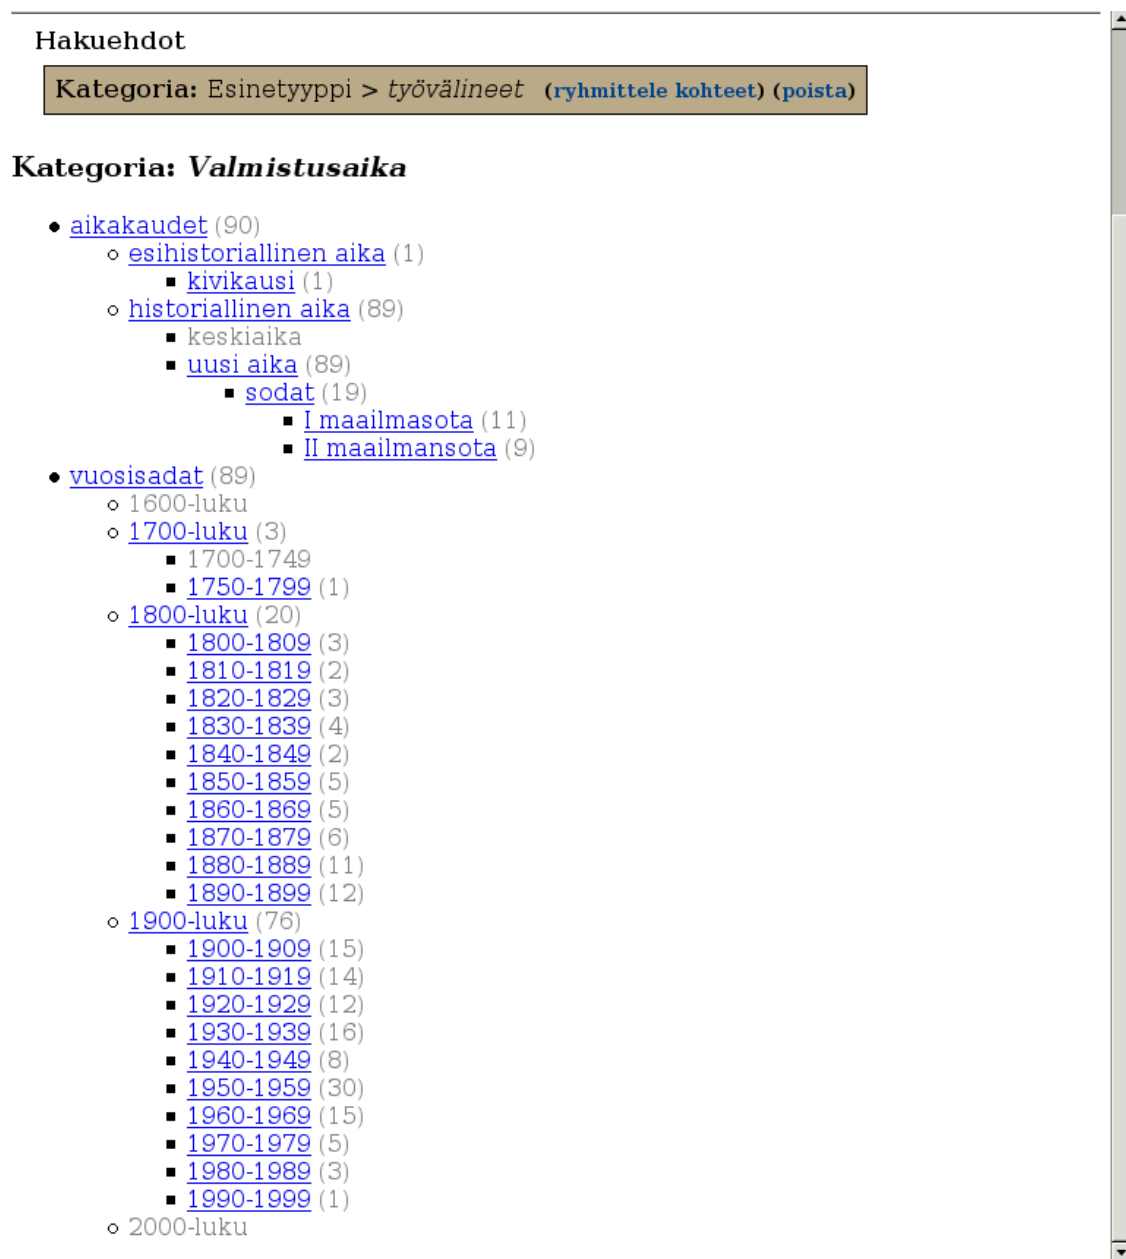 Hakuehdot
Kategoria: Esinetyyppi > työvälineet (ryhmittele kohteet) (poista)
Kategoria: Valmistusaika
aikakaudet (90)
esihistoriallinen aika (1)
kivikausi (1)
historiallinen aika (89)
keskiaika
uusi aika (89)
sodat (19)
I maailmasota (11)
II maailmansota (9)
vuosisadat (89)
1600-luku
1700-luku (3)
1700-1749
1750-1799 (1)
1800-luku (20)
1800-1809 (3)
1810-1819 (2)
1820-1829 (3)
1830-1839 (4)
1840-1849 (2)
1850-1859 (5)
1860-1869 (5)
1870-1879 (6)
1880-1889 (11)
1890-1899 (12)
1900-luku (76)
1900-1909 (15)
1910-1919 (14)
1920-1929 (12)
1930-1939 (16)
1940-1949 (8)
1950-1959 (30)
1960-1969 (15)
1970-1979 (5)
1980-1989 (3)
1990-1999 (1)
2000-luku